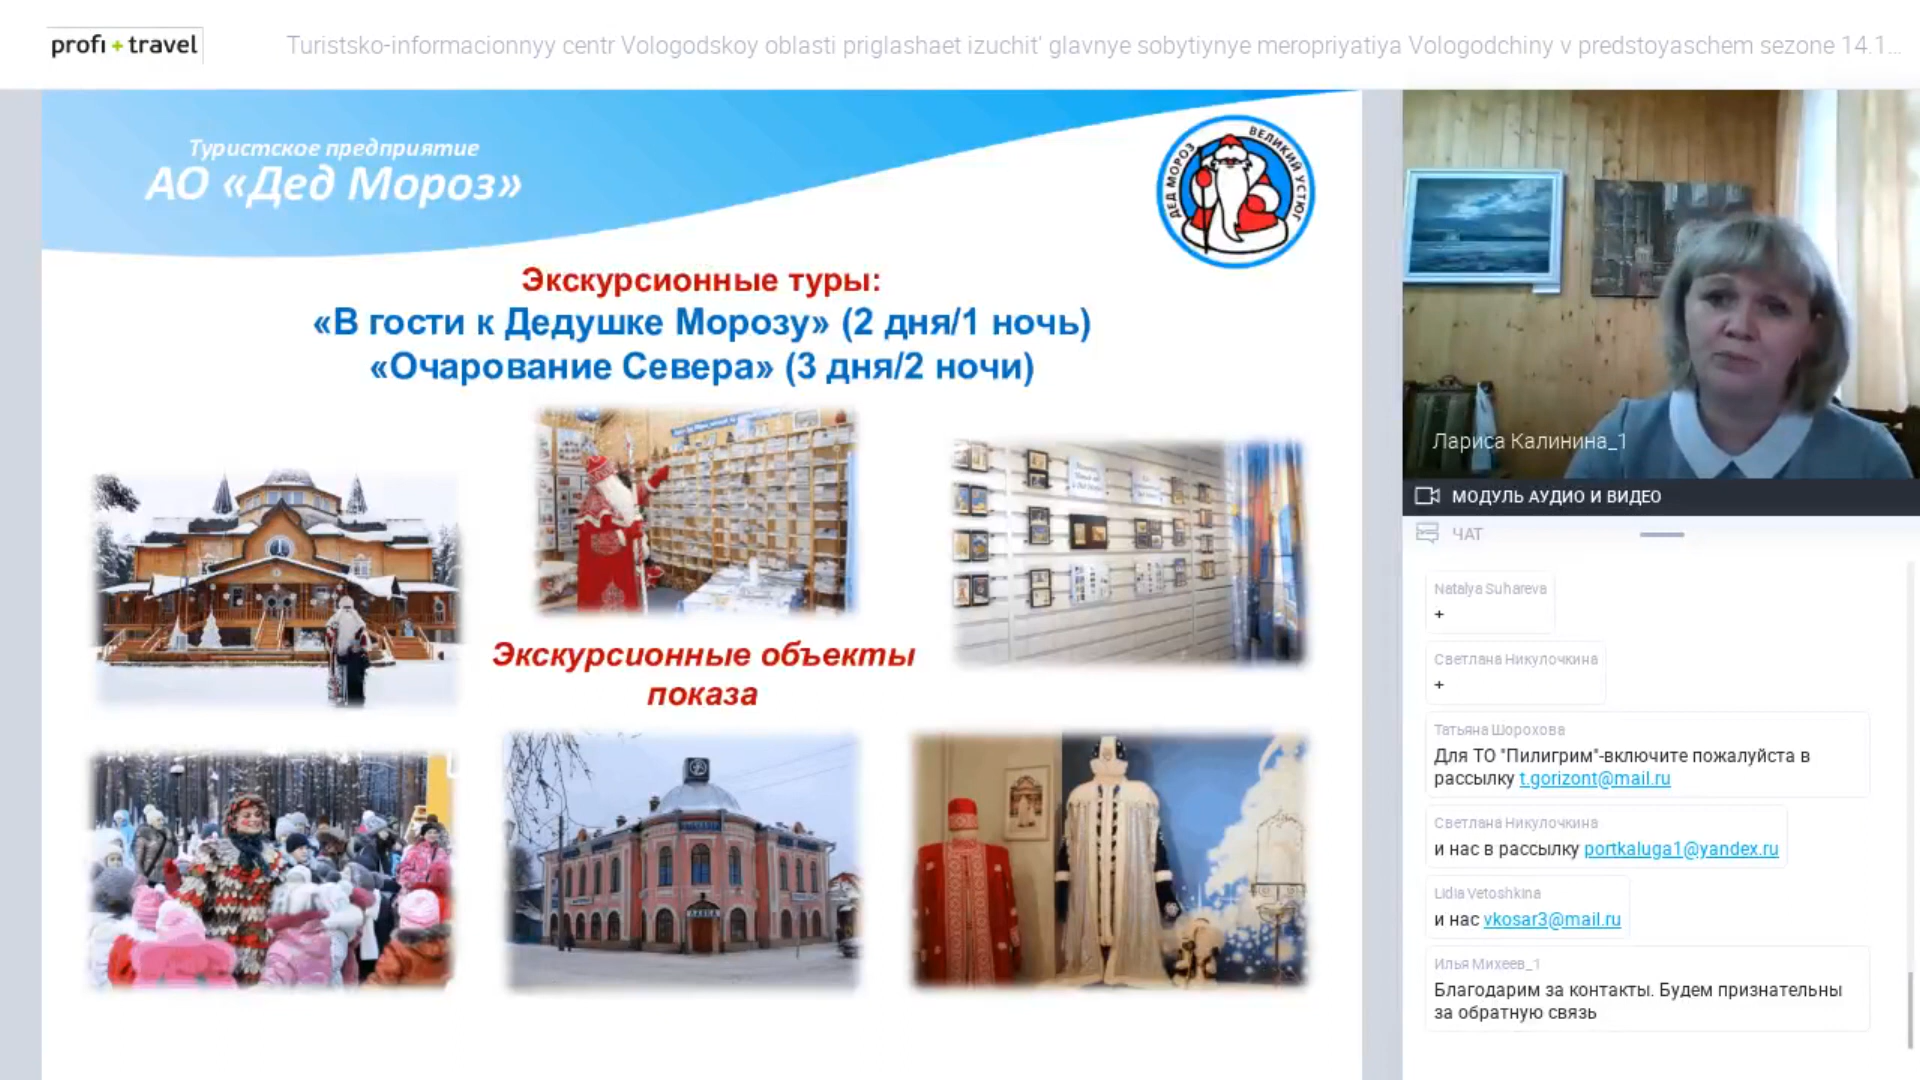 profi + travel
Turistsko-informacionnyy centr Vologodskoy oblasti priglashaet izuchit' glavnye sobytiynye meropriyatiya Vologodchiny v predstoyaschem sezone 14.1...
Туристское предприятие
АО «Дед Мороз»
ДЕД МОРОЗ ВЕЛИКИЙ УСТЮГ
Экскурсионные туры:
«В гости к Дедушке Морозу» (2 дня/1 ночь)
«Очарование Севера» (3 дня/2 ночи)
Экскурсионные объекты
показа
Лариса Калинина_1
МОДУЛЬ АУДИО И ВИДЕО
ЧАТ
Natalya Suhareva
+
Светлана Никулочкина
+
Татьяна Шорохова
Для ТО "Пилигрим"-включите пожалуйста в
рассылку t.gorizont@mail.ru
Светлана Никулочкина
и нас в рассылку portkaluga1@yandex.ru
Lidia Vetoshkina
и нас vkosar3@mail.ru
Илья Михеев_1
Благодарим за контакты. Будем признательны
за обратную связь